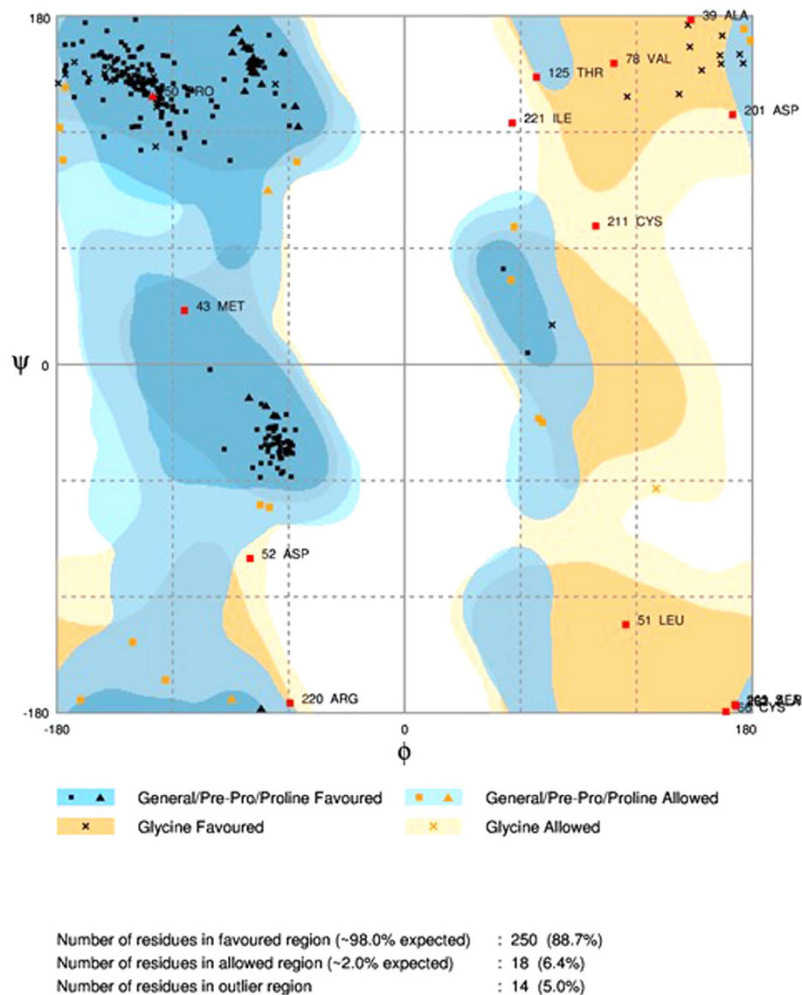 180
39 ALA
78 VAL
125 THR
50 PRO
201 ASP
221 ILE
211 CYS
43 MET
Ψ
0
52 ASP
51 LEU
220 ARG
SER
CYS
-180
-180
0
180
ϕ
General/Pre-Pro/Proline Favoured
General/Pre-Pro/Proline Allowed
Glycine Favoured
Glycine Allowed
Number of residues in favoured region (~98.0% expected) : 250 (88.7%)
Number of residues in allowed region (~2.0% expected) : 18 (6.4%)
Number of residues in outlier region : 14 (5.0%)